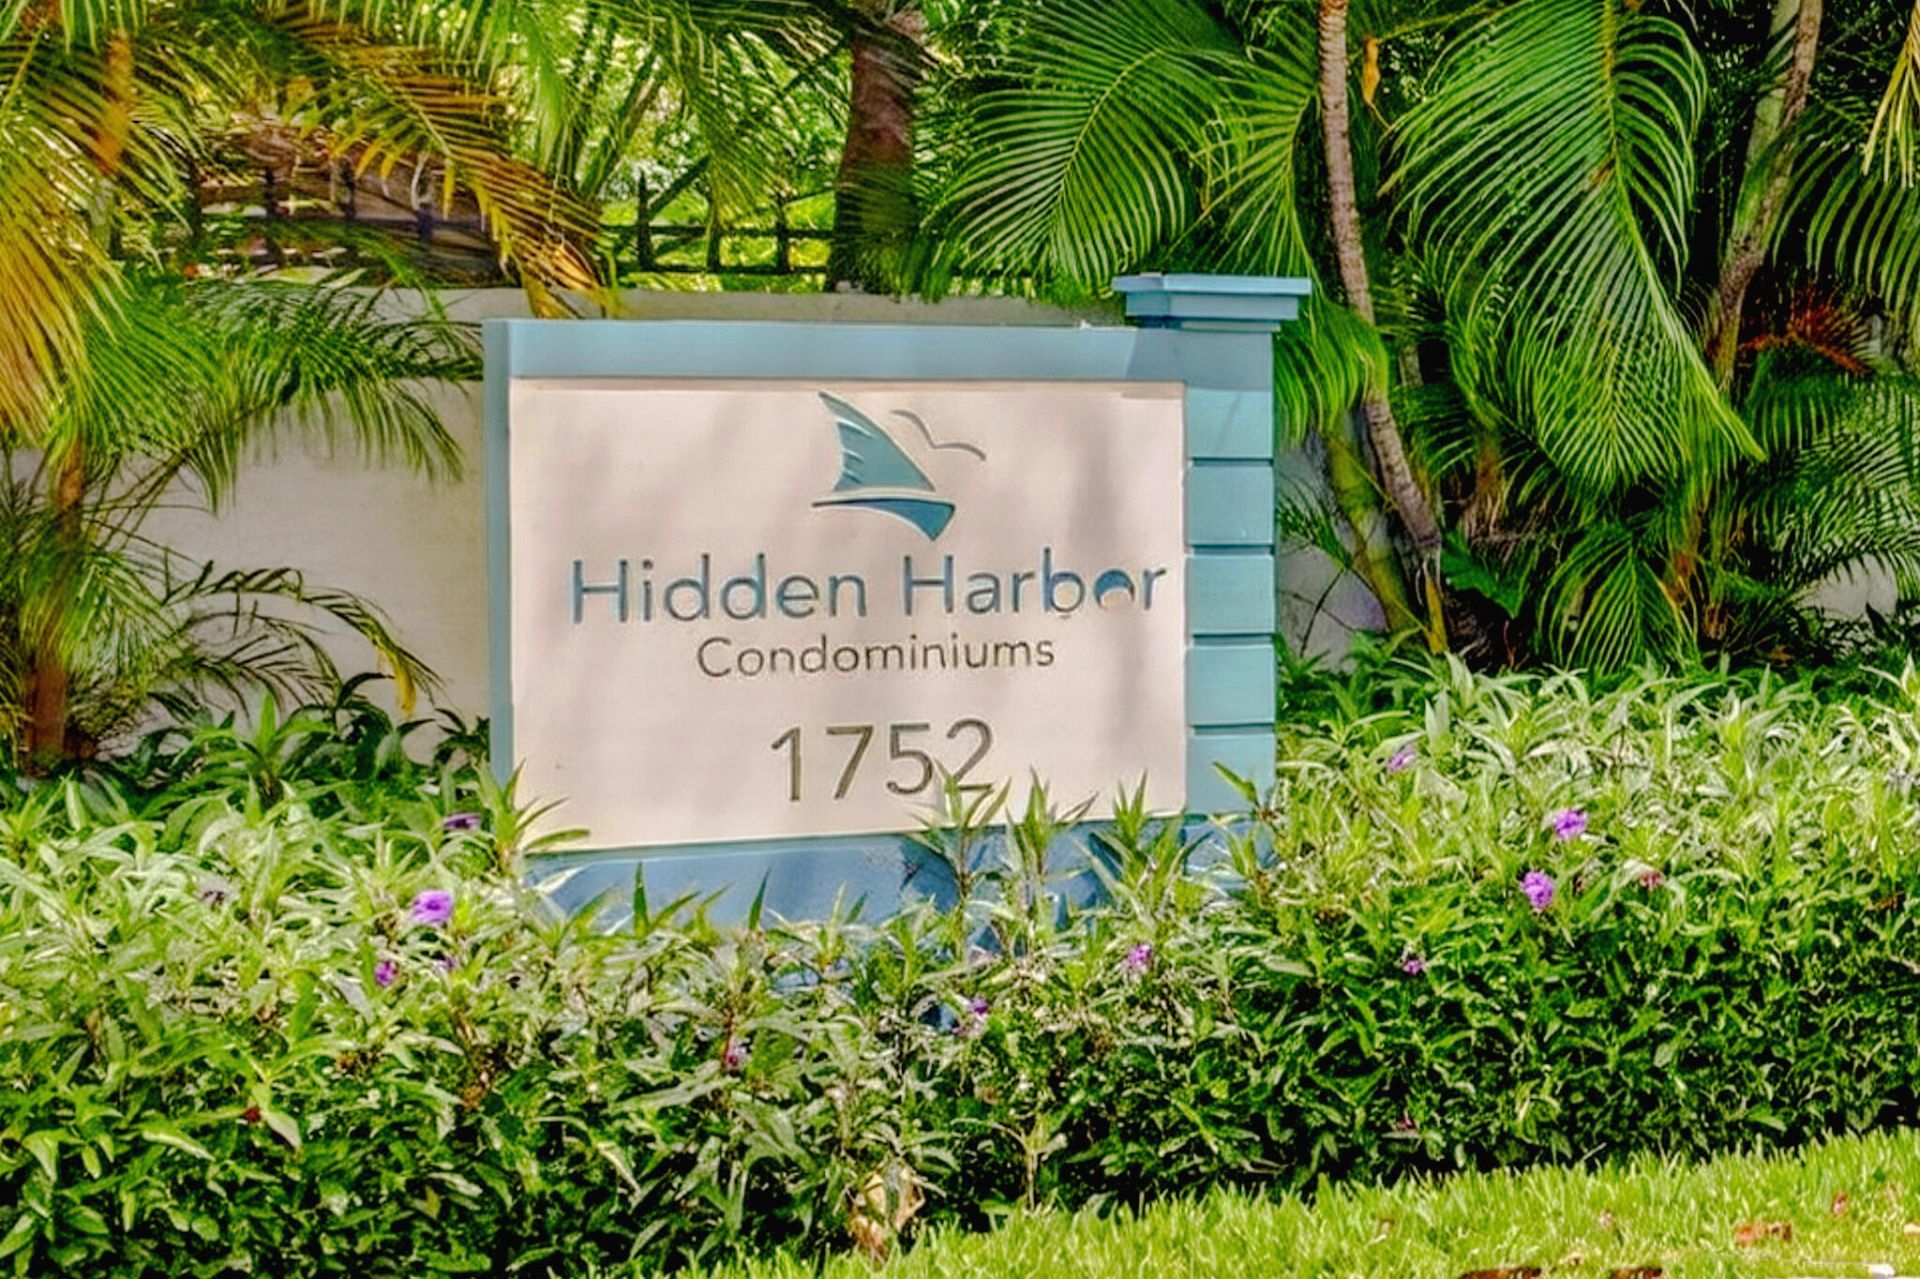 Hidden Harbor
Condominiums
1752